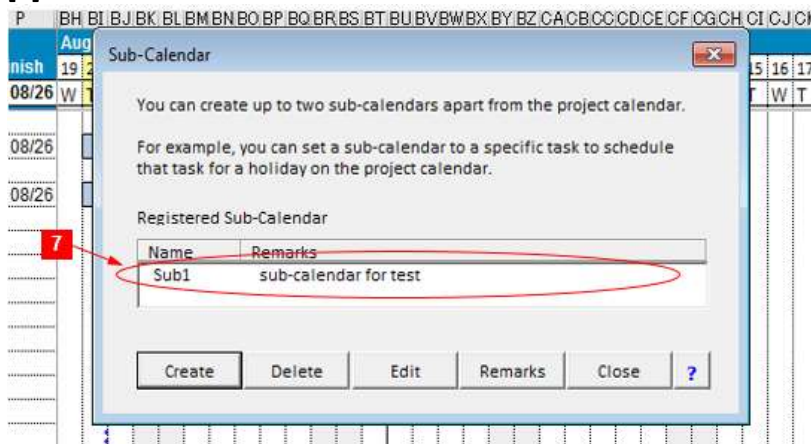 P BH BI BJ BK BL BM BN BO BP BQ BR BS BT BU BV BW BX BY BZ CA CB CC CD CE CF CG CH CI CJ
Aug
nish 19 15 16 17
08/26 W T W T
Sub-Calendar
You can create up to two sub-calendars apart from the project calendar.
For example, you can set a sub-calendar to a specific task to schedule
that task for a holiday on the project calendar.
08/26
08/26
Registered Sub-Calendar
7
Name Remarks
Sub1 sub-calendar for test
Create Delete Edit Remarks Close ?